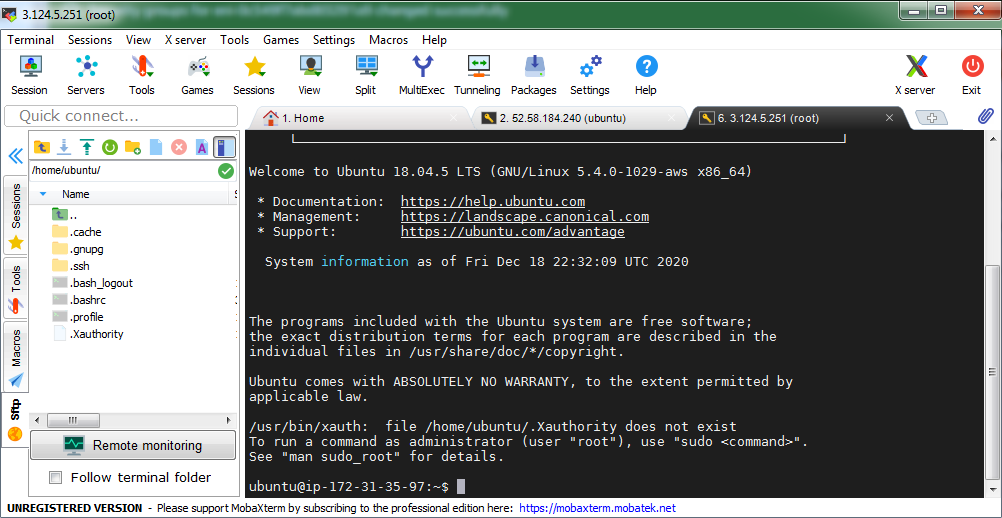 3.124.5.251 (root)
Terminal Sessions View X server Tools Games Settings Macros Help
Session Servers Tools Games Sessions View Split MultiExec Tunneling Packages Settings Help X server Exit
Quick connect...
1. Home
2. 52.58.184.240 (ubuntu)
6. 3.124.5.251 (root)
Sessions
Tools
Macros
Sftp
/home/ubuntu/
Name
..
.cache
.gnupg
.ssh
.bash_logout
.bashrc
.profile
.Xauthority
Remote monitoring
Follow terminal folder
Welcome to Ubuntu 18.04.5 LTS (GNU/Linux 5.4.0-1029-aws x86_64)
* Documentation: https://help.ubuntu.com
* Management: https://landscape.canonical.com
* Support: https://ubuntu.com/advantage
System information as of Fri Dec 18 22:32:09 UTC 2020
The programs included with the Ubuntu system are free software;
the exact distribution terms for each program are described in the
individual files in /usr/share/doc/*/copyright.
Ubuntu comes with ABSOLUTELY NO WARRANTY, to the extent permitted by
applicable law.
/usr/bin/xauth: file /home/ubuntu/.Xauthority does not exist
To run a command as administrator (user "root"), use "sudo <command>".
See "man sudo_root" for details.
ubuntu@ip-172-31-35-97:~$
UNREGISTERED VERSION - Please support MobaXterm by subscribing to the professional edition here: https://mobaxterm.mobatek.net